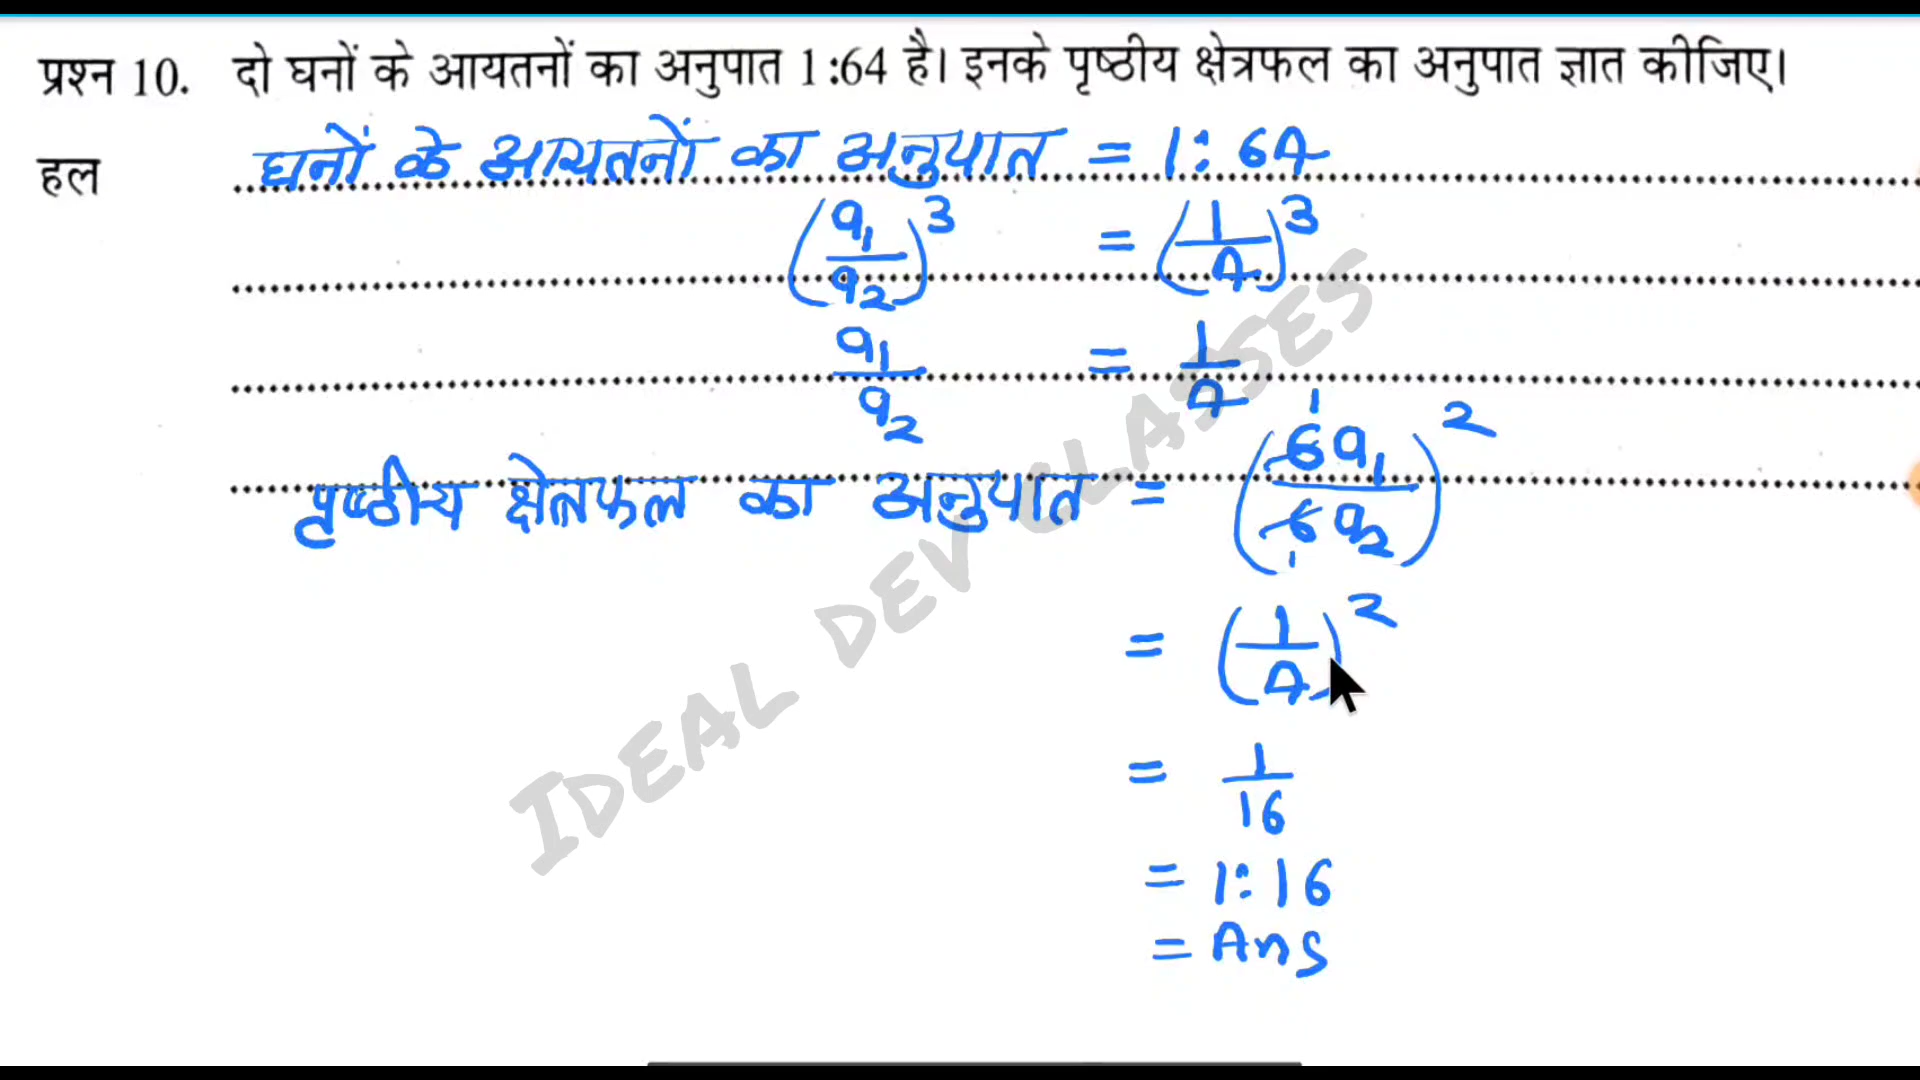 प्रश्न 10. दो घनों के आयतनों का अनुपात 1:64 है। इनके पृष्ठीय क्षेत्रफल का अनुपात ज्ञात कीजिए।
हल घनों के आयतनों का अनुपात = 1:64
(a₁/a₂)³ = (1/4)³
a₁/a₂ = 1/4
पृष्ठीय क्षेत्रफल का अनुपात = (6a₁/6a₂)²
= (1/4)²
= 1/16
= 1:16
= Ans
IDEAL DEV CLASSES